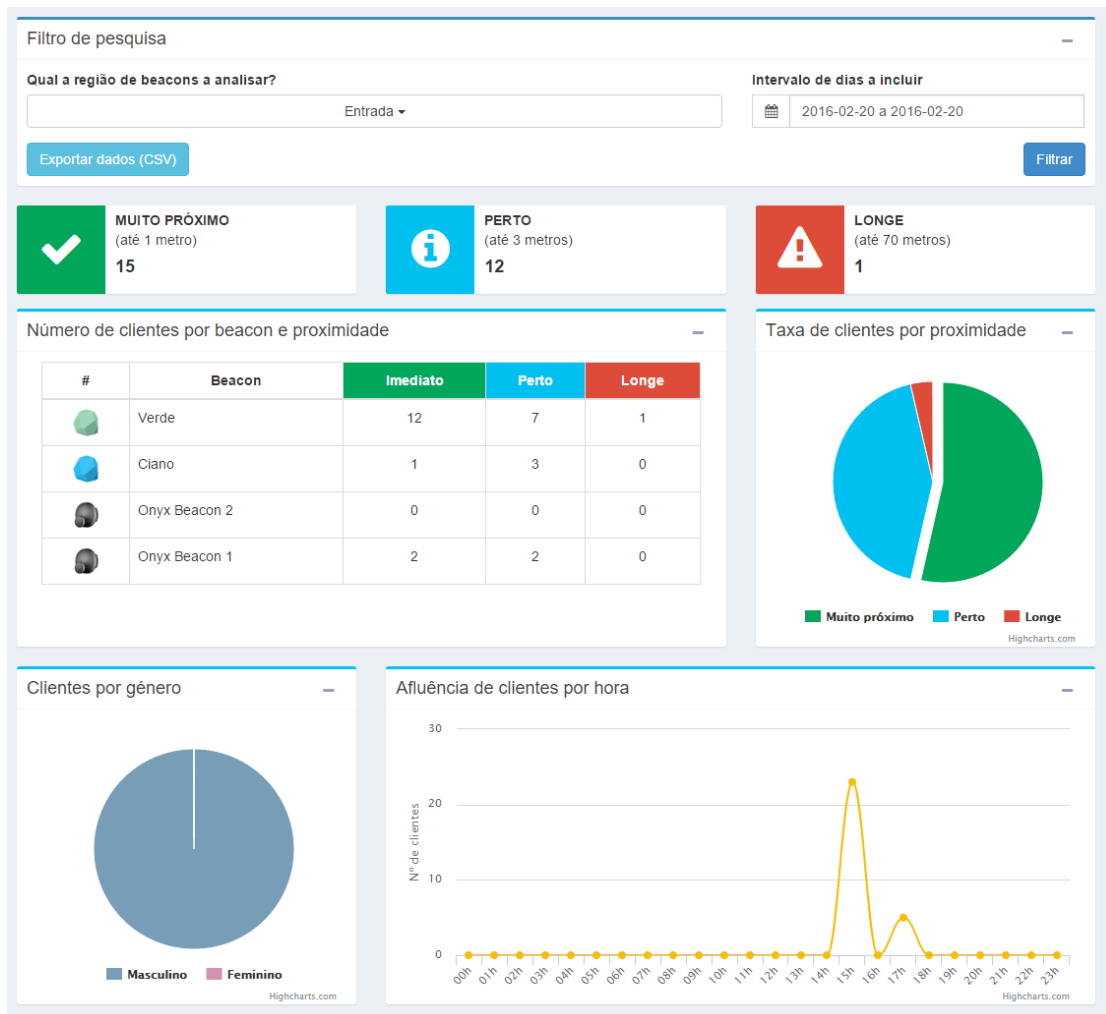 Filtro de pesquisa
Qual a região de beacons a analisar?
Intervalo de dias a incluir
Entrada
2016-02-20 a 2016-02-20
Exportar dados (CSV)
Filtrar
MUITO PRÓXIMO
(até 1 metro)
15
PERTO
(até 3 metros)
12
LONGE
(até 70 metros)
1
Número de clientes por beacon e proximidade
# Beacon Imediato Perto Longe
Verde 12 7 1
Ciano 1 3 0
Onyx Beacon 2 0 0 0
Onyx Beacon 1 2 2 0
Taxa de clientes por proximidade
Muito próximo Perto Longe
Highcharts.com
Clientes por género
Masculino Feminino
Highcharts.com
Afluência de clientes por hora
Nº de clientes
30
20
10
0
00h 01h 02h 03h 04h 05h 06h 07h 08h 09h 10h 11h 12h 13h 14h 15h 16h 17h 18h 19h 20h 21h 22h 23h
Highcharts.com